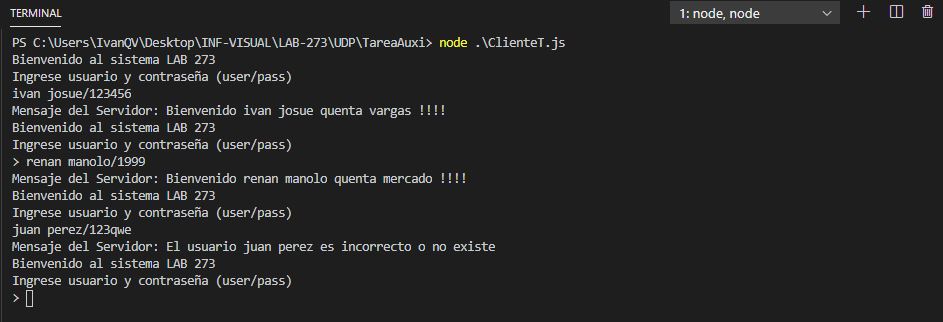 TERMINAL
1: node, node
PS C:\Users\IvanQV\Desktop\INF-VISUAL\LAB-273\UDP\TareaAuxi> node .\ClienteT.js
Bienvenido al sistema LAB 273
Ingrese usuario y contraseña (user/pass)
ivan josue/123456
Mensaje del Servidor: Bienvenido ivan josue quenta vargas !!!!
Bienvenido al sistema LAB 273
Ingrese usuario y contraseña (user/pass)
> renan manolo/1999
Mensaje del Servidor: Bienvenido renan manolo quenta mercado !!!!
Bienvenido al sistema LAB 273
Ingrese usuario y contraseña (user/pass)
juan perez/123qwe
Mensaje del Servidor: El usuario juan perez es incorrecto o no existe
Bienvenido al sistema LAB 273
Ingrese usuario y contraseña (user/pass)
>